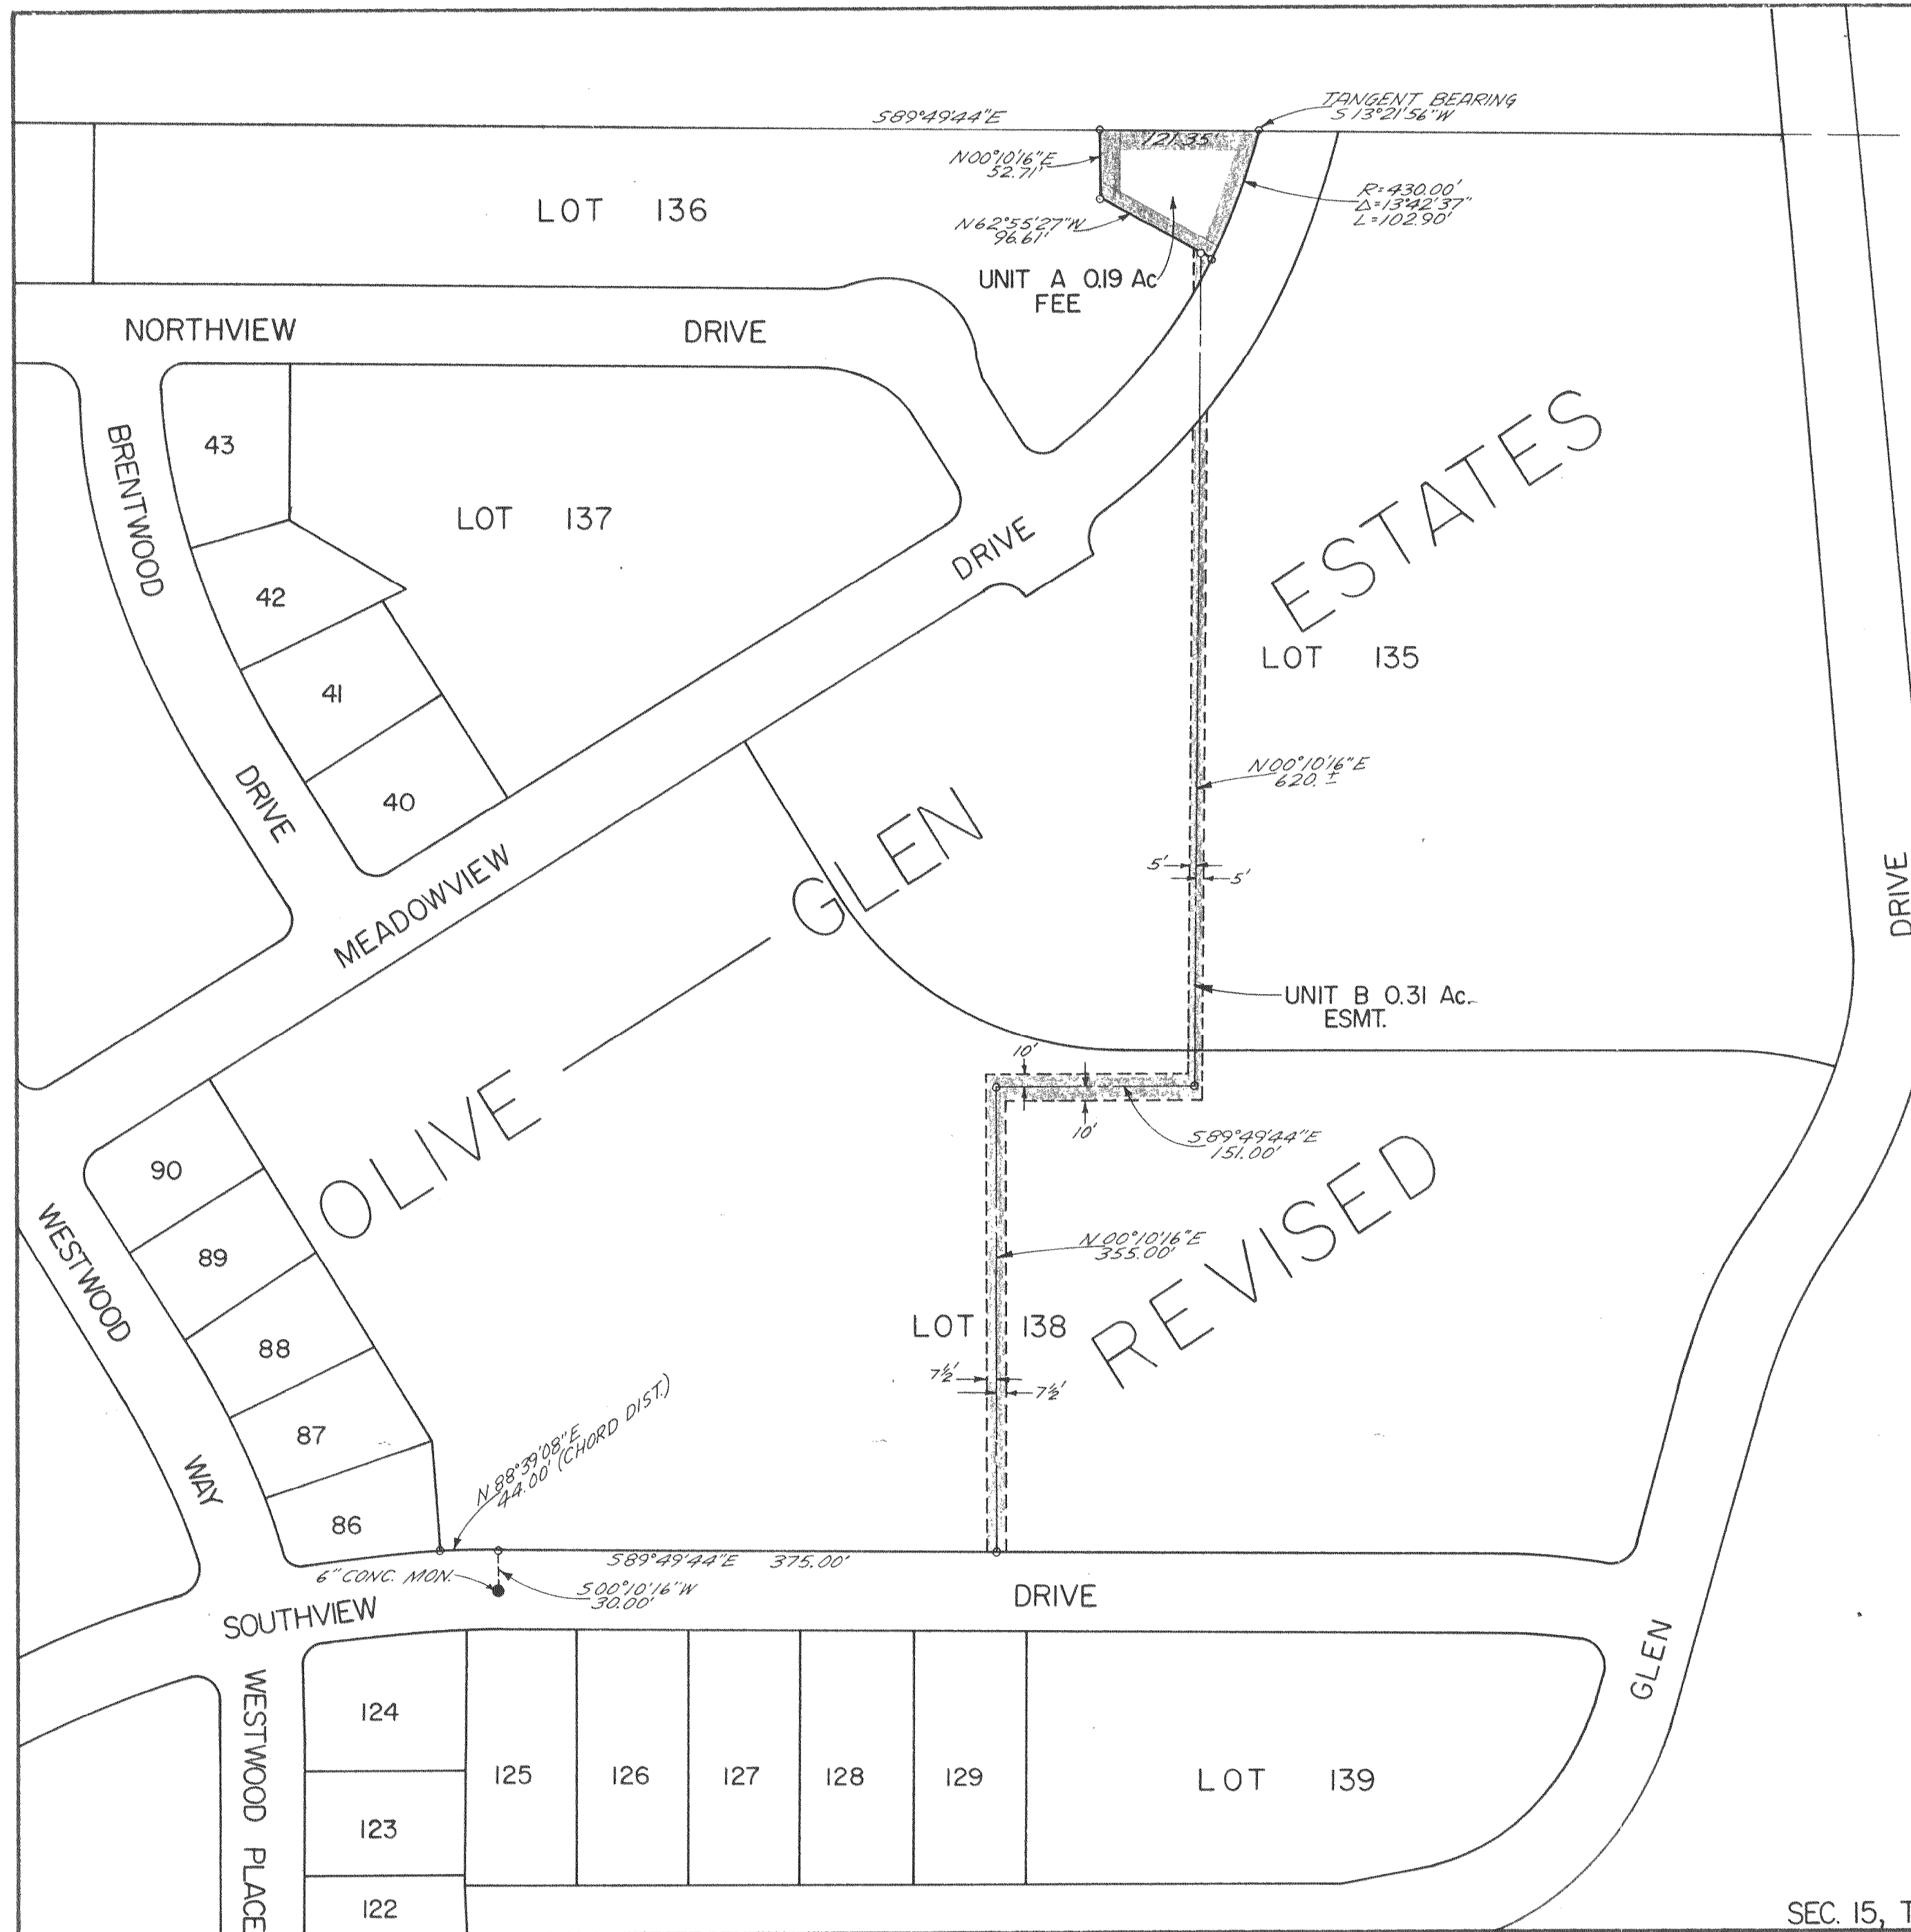 S89°49'44"E
TANGENT BEARING
S 13°21'56"W
121.35'
N00°10'16"E
52.71'
R=430.00'
Δ=13°42'37"
L=102.90'
LOT 136
N62°55'27"W
96.61'
UNIT A 0.19 Ac
FEE
NORTHVIEW DRIVE
BRENTWOOD DRIVE
43
LOT 137
42
41
40
MEADOWVIEW DRIVE
ESTATES
LOT 135
N00°10'16"E
620.±
5'
5'
DRIVE
OLIVE GLEN
UNIT B 0.31 Ac.
ESMT.
10'
10'
S89°49'44"E
151.00'
90
89
88
87
86
WESTWOOD WAY
REVISED
N00°10'16"E
355.00'
LOT 138
7½'
7½'
N88°39'08"E
44.00' (CHORD DIST.)
S89°49'44"E 375.00'
6" CONC. MON.
S00°10'16"W
30.00'
SOUTHVIEW DRIVE
GLEN
WESTWOOD PLACE
124
123
122
125
126
127
128
129
LOT 139
SEC. 15, T